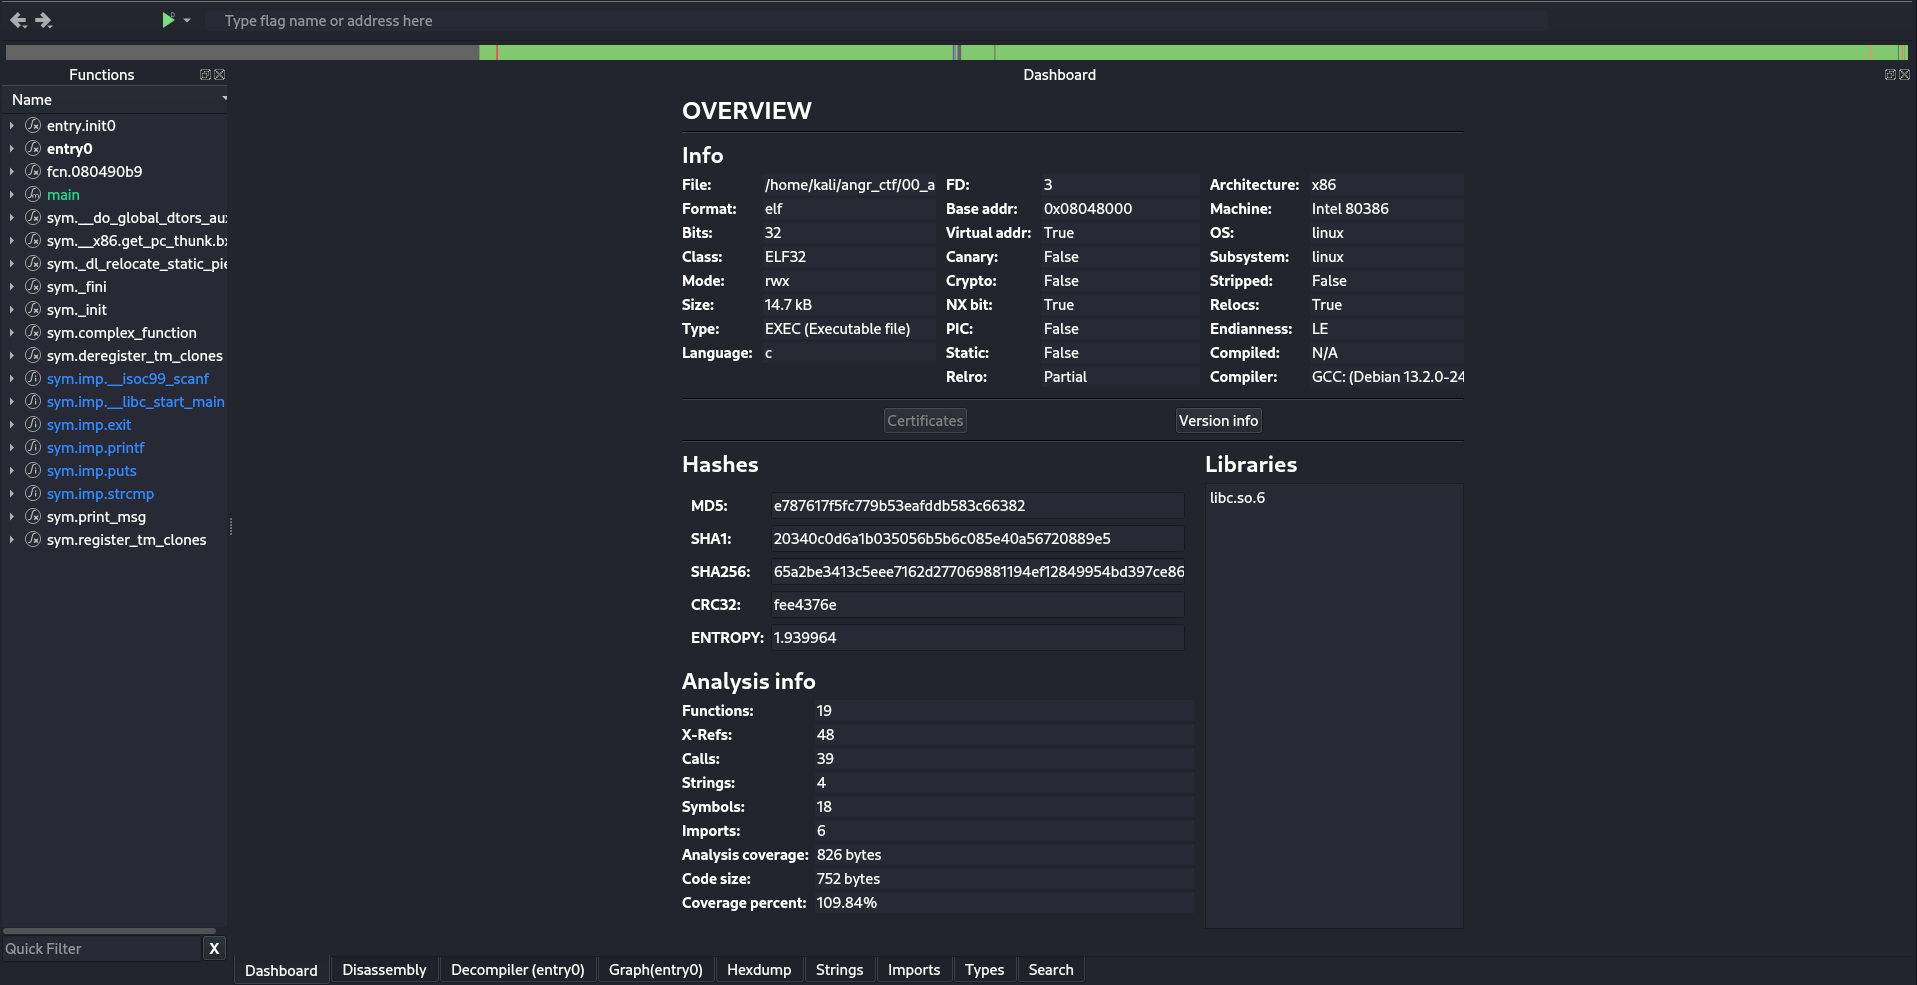 Type flag name or address here
Functions
Dashboard
Name
entry.init0
entry0
fcn.080490b9
main
sym.__do_global_dtors_au
sym.__x86.get_pc_thunk.b
sym._dl_relocate_static_pie
sym._fini
sym._init
sym.complex_function
sym.deregister_tm_clones
sym.imp.__isoc99_scanf
sym.imp.__libc_start_main
sym.imp.exit
sym.imp.printf
sym.imp.puts
sym.imp.strcmp
sym.print_msg
sym.register_tm_clones
Quick Filter
X
OVERVIEW
Info
File: /home/kali/angr_ctf/00_a FD: 3 Architecture: x86
Format: elf Base addr: 0x08048000 Machine: Intel 80386
Bits: 32 Virtual addr: True OS: linux
Class: ELF32 Canary: False Subsystem: linux
Mode: rwx Crypto: False Stripped: False
Size: 14.7 kB NX bit: True Relocs: True
Type: EXEC (Executable file) PIC: False Endianness: LE
Language: c Static: False Compiled: N/A
Relro: Partial Compiler: GCC: (Debian 13.2.0-24
Certificates Version info
Hashes
MD5: e787617f5fc779b53eafddb583c66382
SHA1: 20340c0d6a1b035056b5b6c085e40a56720889e5
SHA256: 65a2be3413c5eee7162d277069881194ef12849954bd397ce86
CRC32: fee4376e
ENTROPY: 1.939964
Libraries
libc.so.6
Analysis info
Functions: 19
X-Refs: 48
Calls: 39
Strings: 4
Symbols: 18
Imports: 6
Analysis coverage: 826 bytes
Code size: 752 bytes
Coverage percent: 109.84%
Dashboard Disassembly Decompiler (entry0) Graph(entry0) Hexdump Strings Imports Types Search